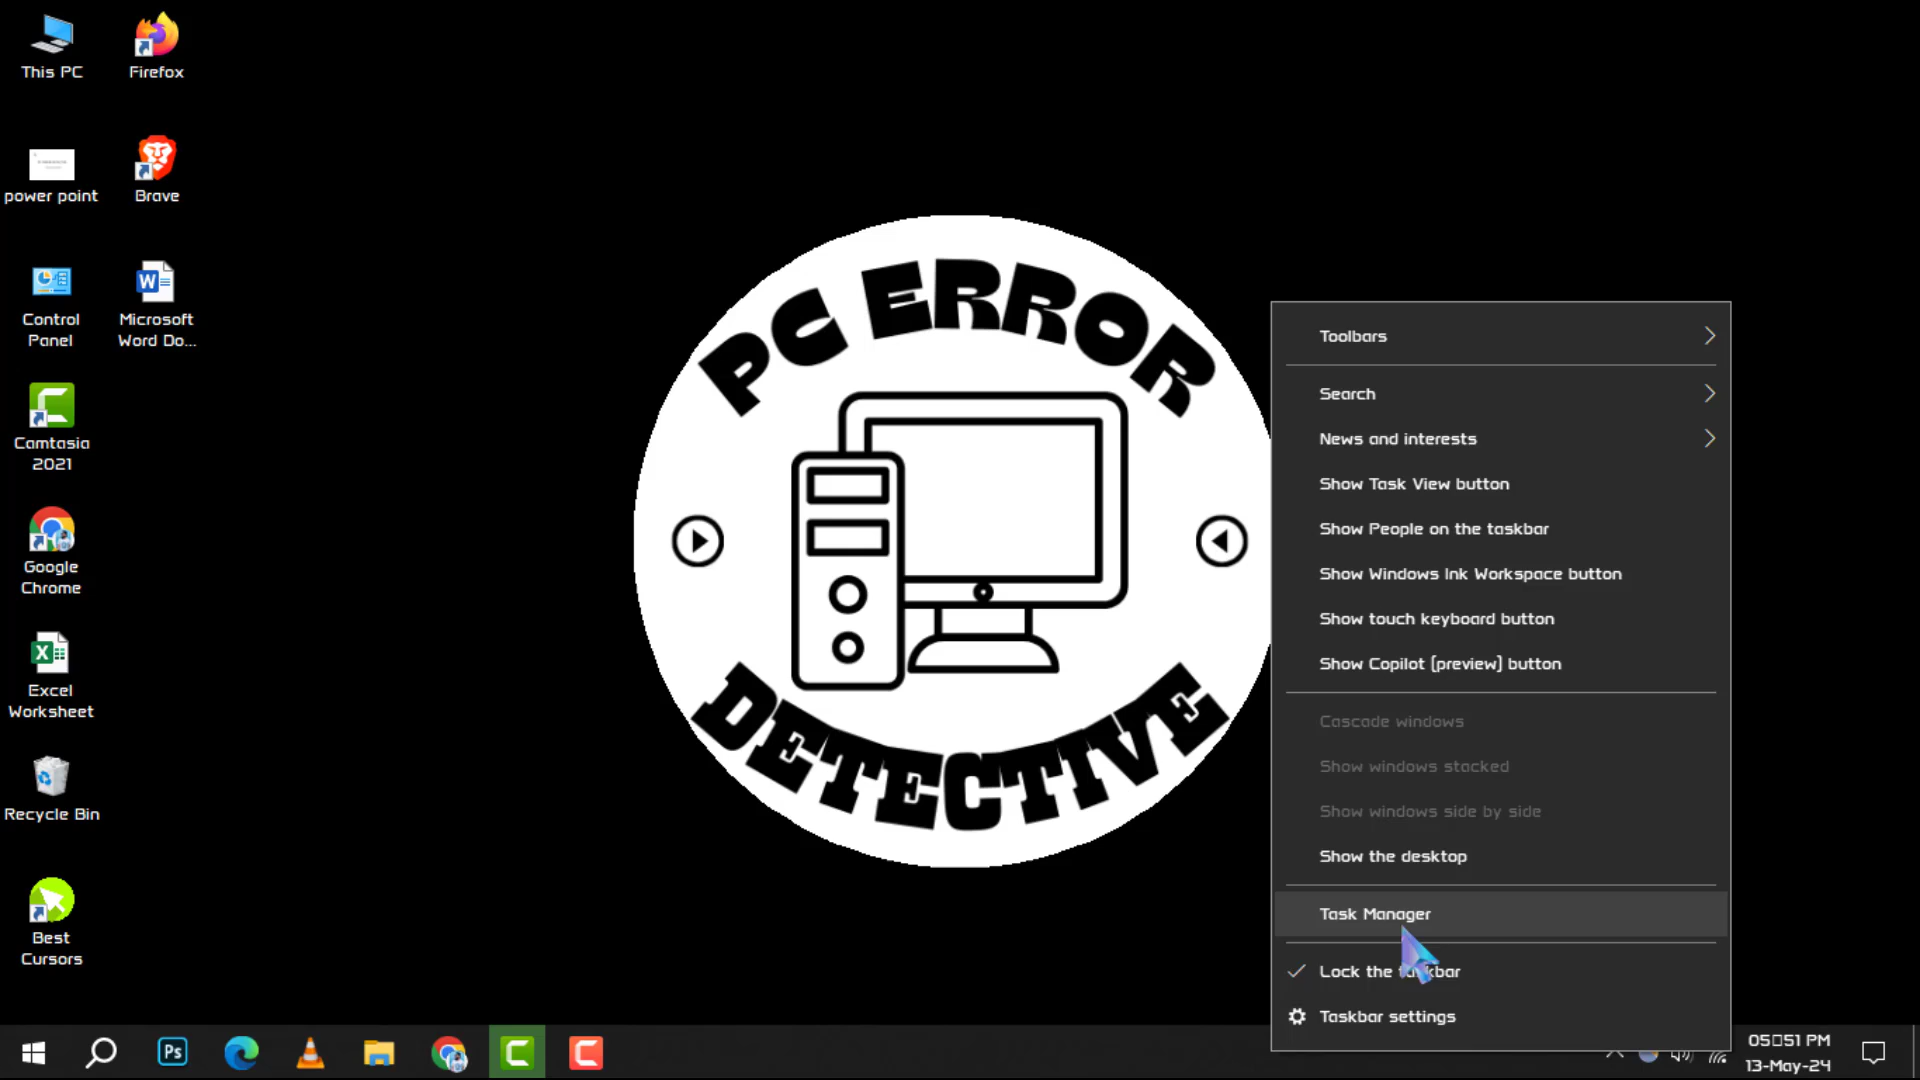 This PC
Firefox
power point
Brave
Control
Panel
Microsoft
Word Do...
Camtasia
2021
Google
Chrome
Excel
Worksheet
Recycle Bin
Best
Cursors
PC ERROR
DETECTIVE
Toolbars
Search
News and interests
Show Task View button
Show People on the taskbar
Show Windows Ink Workspace button
Show touch keyboard button
Show Copilot (preview) button
Cascade windows
Show windows stacked
Show windows side by side
Show the desktop
Task Manager
Lock the taskbar
Taskbar settings
Ps
05□51 PM
13-May-24